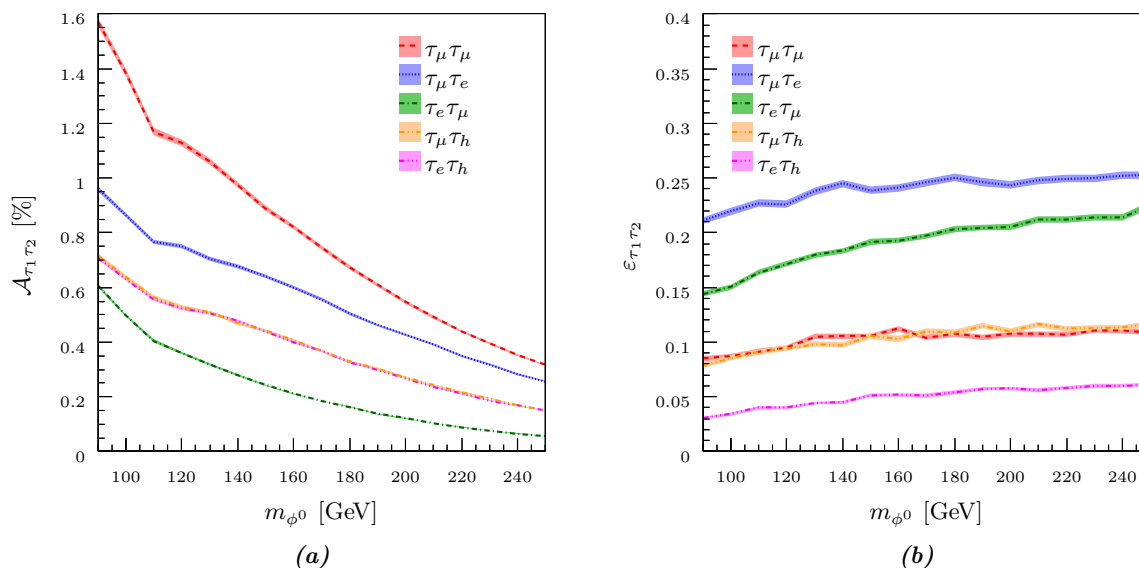 1.6
1.4
1.2
1
0.8
0.6
0.4
0.2
0
100 120 140 160 180 200 220 240
𝒜τ₁τ₂ [%]
mϕ⁰ [GeV]
τμτμ
τμτe
τeτμ
τμτh
τeτh
(a)
0.4
0.35
0.3
0.25
0.2
0.15
0.1
0.05
0
100 120 140 160 180 200 220 240
ετ₁τ₂
mϕ⁰ [GeV]
τμτμ
τμτe
τeτμ
τμτh
τeτh
(b)